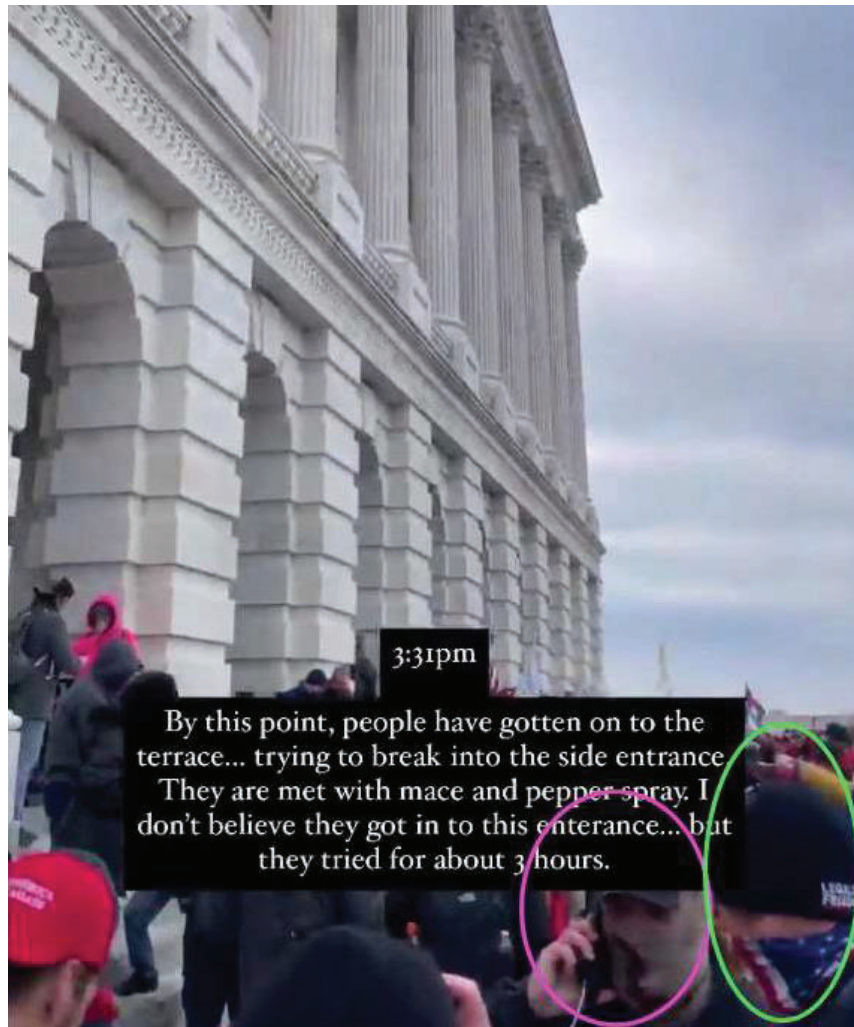 3:31pm
By this point, people have gotten on to the
terrace... trying to break into the side entrance.
They are met with mace and pepper spray. I
don't believe they got in to this enterance... but
they tried for about 3 hours.
LEGALIZE
FREEDOM